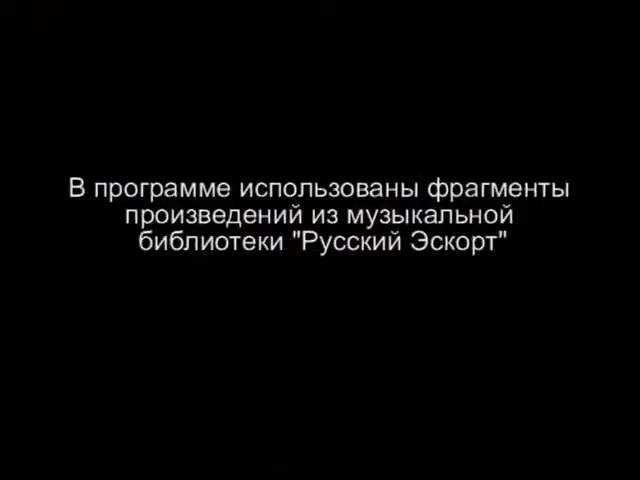 В программе использованы фрагменты
произведений из музыкальной
библиотеки "Русский Эскорт"